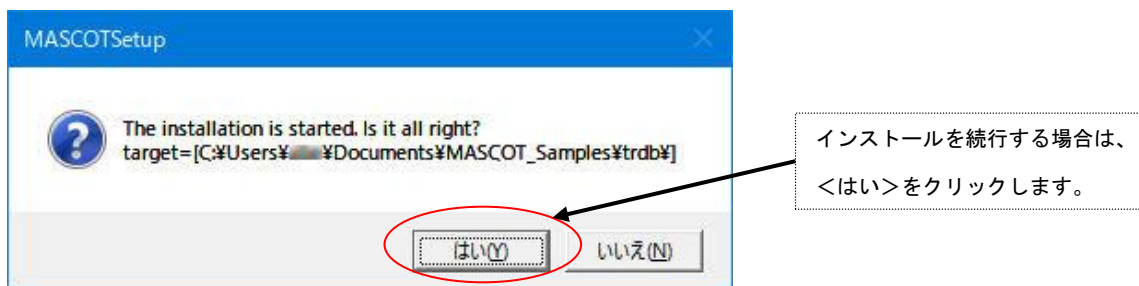 MASCOTSetup
The installation is started. Is it all right?
target=[C:¥Users¥ ¥Documents¥MASCOT_Samples¥trdb¥]
はい(Y)
いいえ(N)
インストールを続行する場合は、
＜はい＞をクリックします。